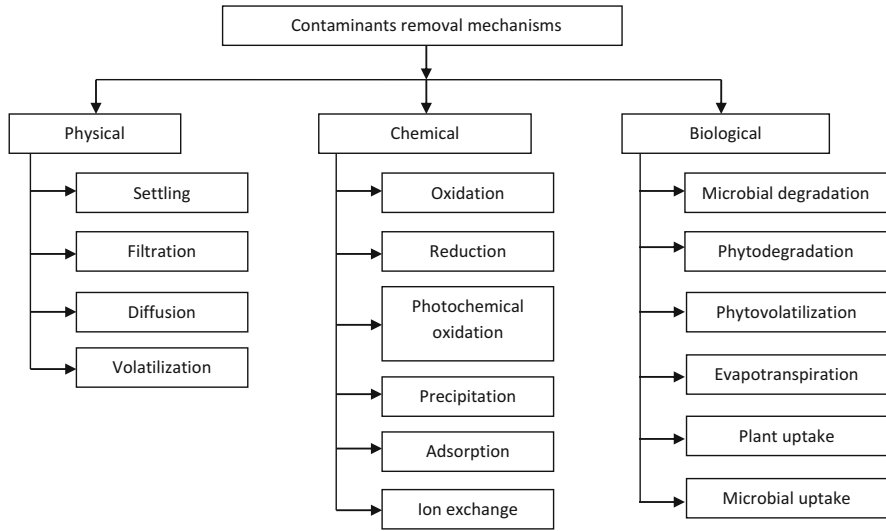 Contaminants removal mechanisms
Physical
Settling
Filtration
Diffusion
Volatilization
Chemical
Oxidation
Reduction
Photochemical
oxidation
Precipitation
Adsorption
Ion exchange
Biological
Microbial degradation
Phytodegradation
Phytovolatilization
Evapotranspiration
Plant uptake
Microbial uptake